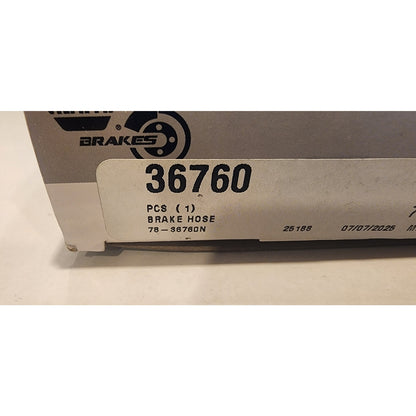 ® BRAKES
36760
PCS (1)
BRAKE HOSE
78-36760N 25188 07/07/2025